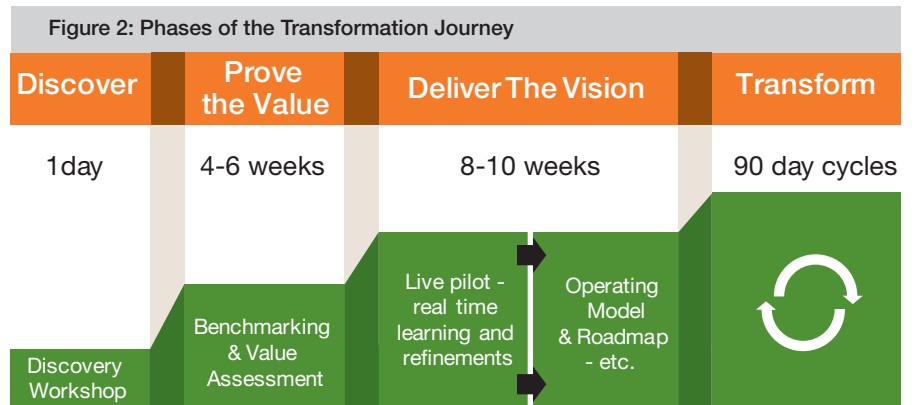 Figure 2: Phases of the Transformation Journey
Discover
Prove
the Value
Deliver The Vision
Transform
1day
4-6 weeks
8-10 weeks
90 day cycles
Discovery
Workshop
Benchmarking
& Value
Assessment
Live pilot -
real time
learning and
refinements
Operating
Model
& Roadmap
- etc.